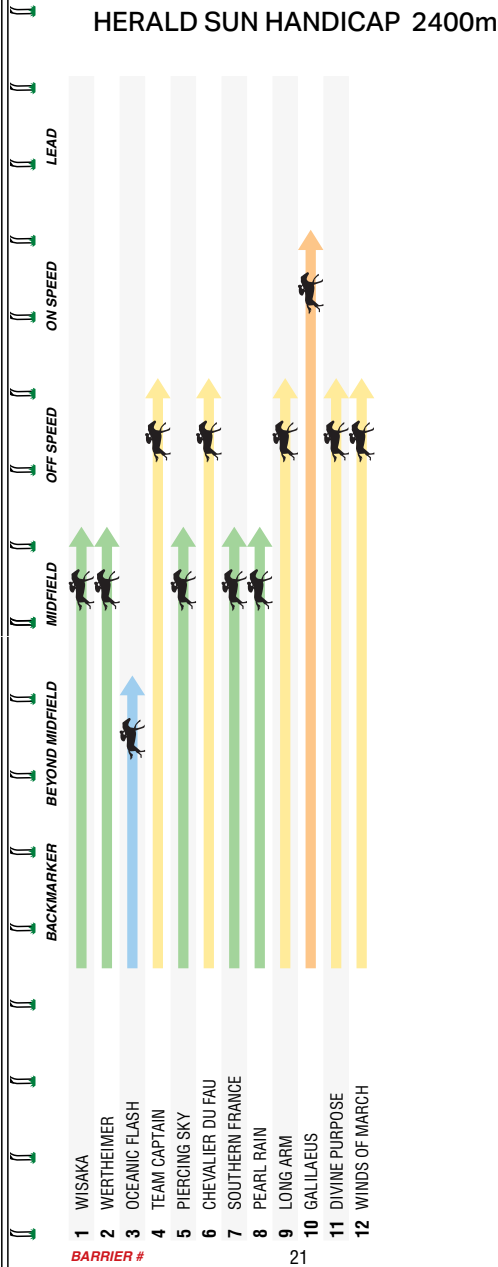 HERALD SUN HANDICAP 2400m
LEAD
ON SPEED
OFF SPEED
MIDFIELD
BEYOND MIDFIELD
BACKMARKER
1 WISAKA
2 WERTHEIMER
3 OCEANIC FLASH
4 TEAM CAPTAIN
5 PIERCING SKY
6 CHEVALIER DU FAU
7 SOUTHERN FRANCE
8 PEARL RAIN
9 LONG ARM
10 GALILAEUS
11 DIVINE PURPOSE
12 WINDS OF MARCH
BARRIER #
21